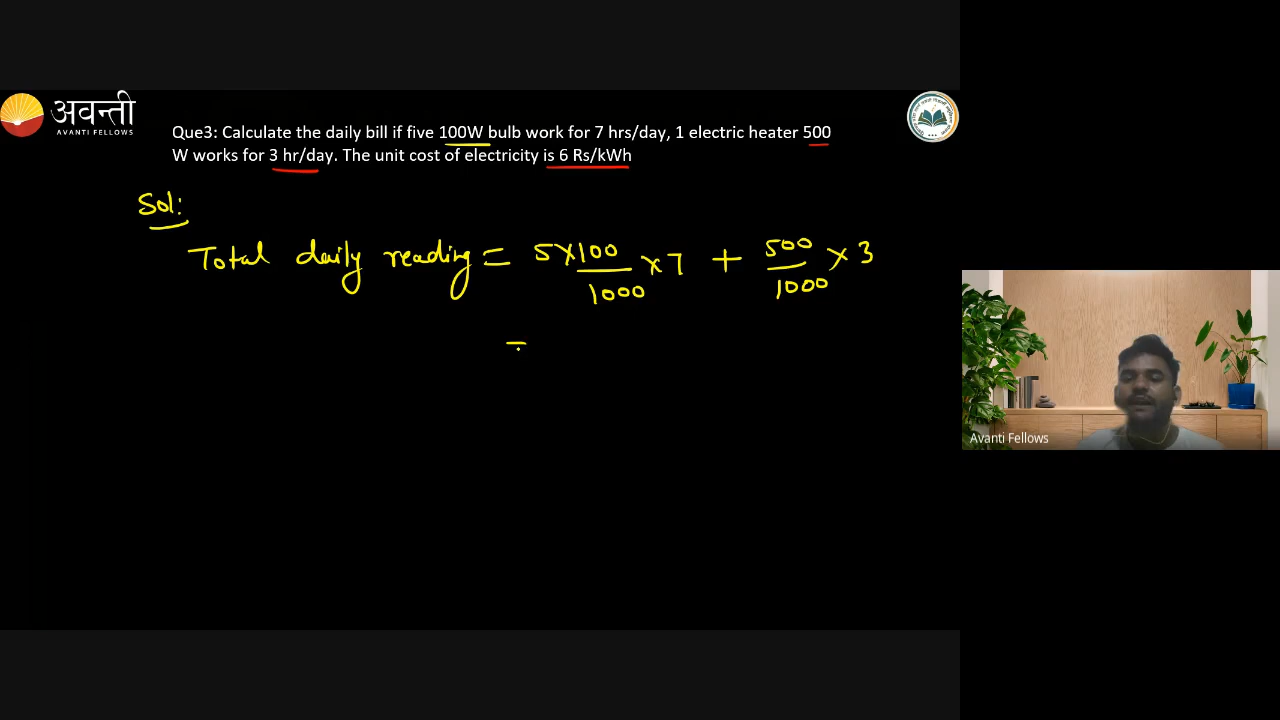 अवन्ती
AVANTI FELLOWS
Que3: Calculate the daily bill if five 100W bulb work for 7 hrs/day, 1 electric heater 500
W works for 3 hr/day. The unit cost of electricity is 6 Rs/kWh
Sol:
Total daily reading = 5×100/1000 ×7 + 500/1000 ×3
=
Avanti Fellows